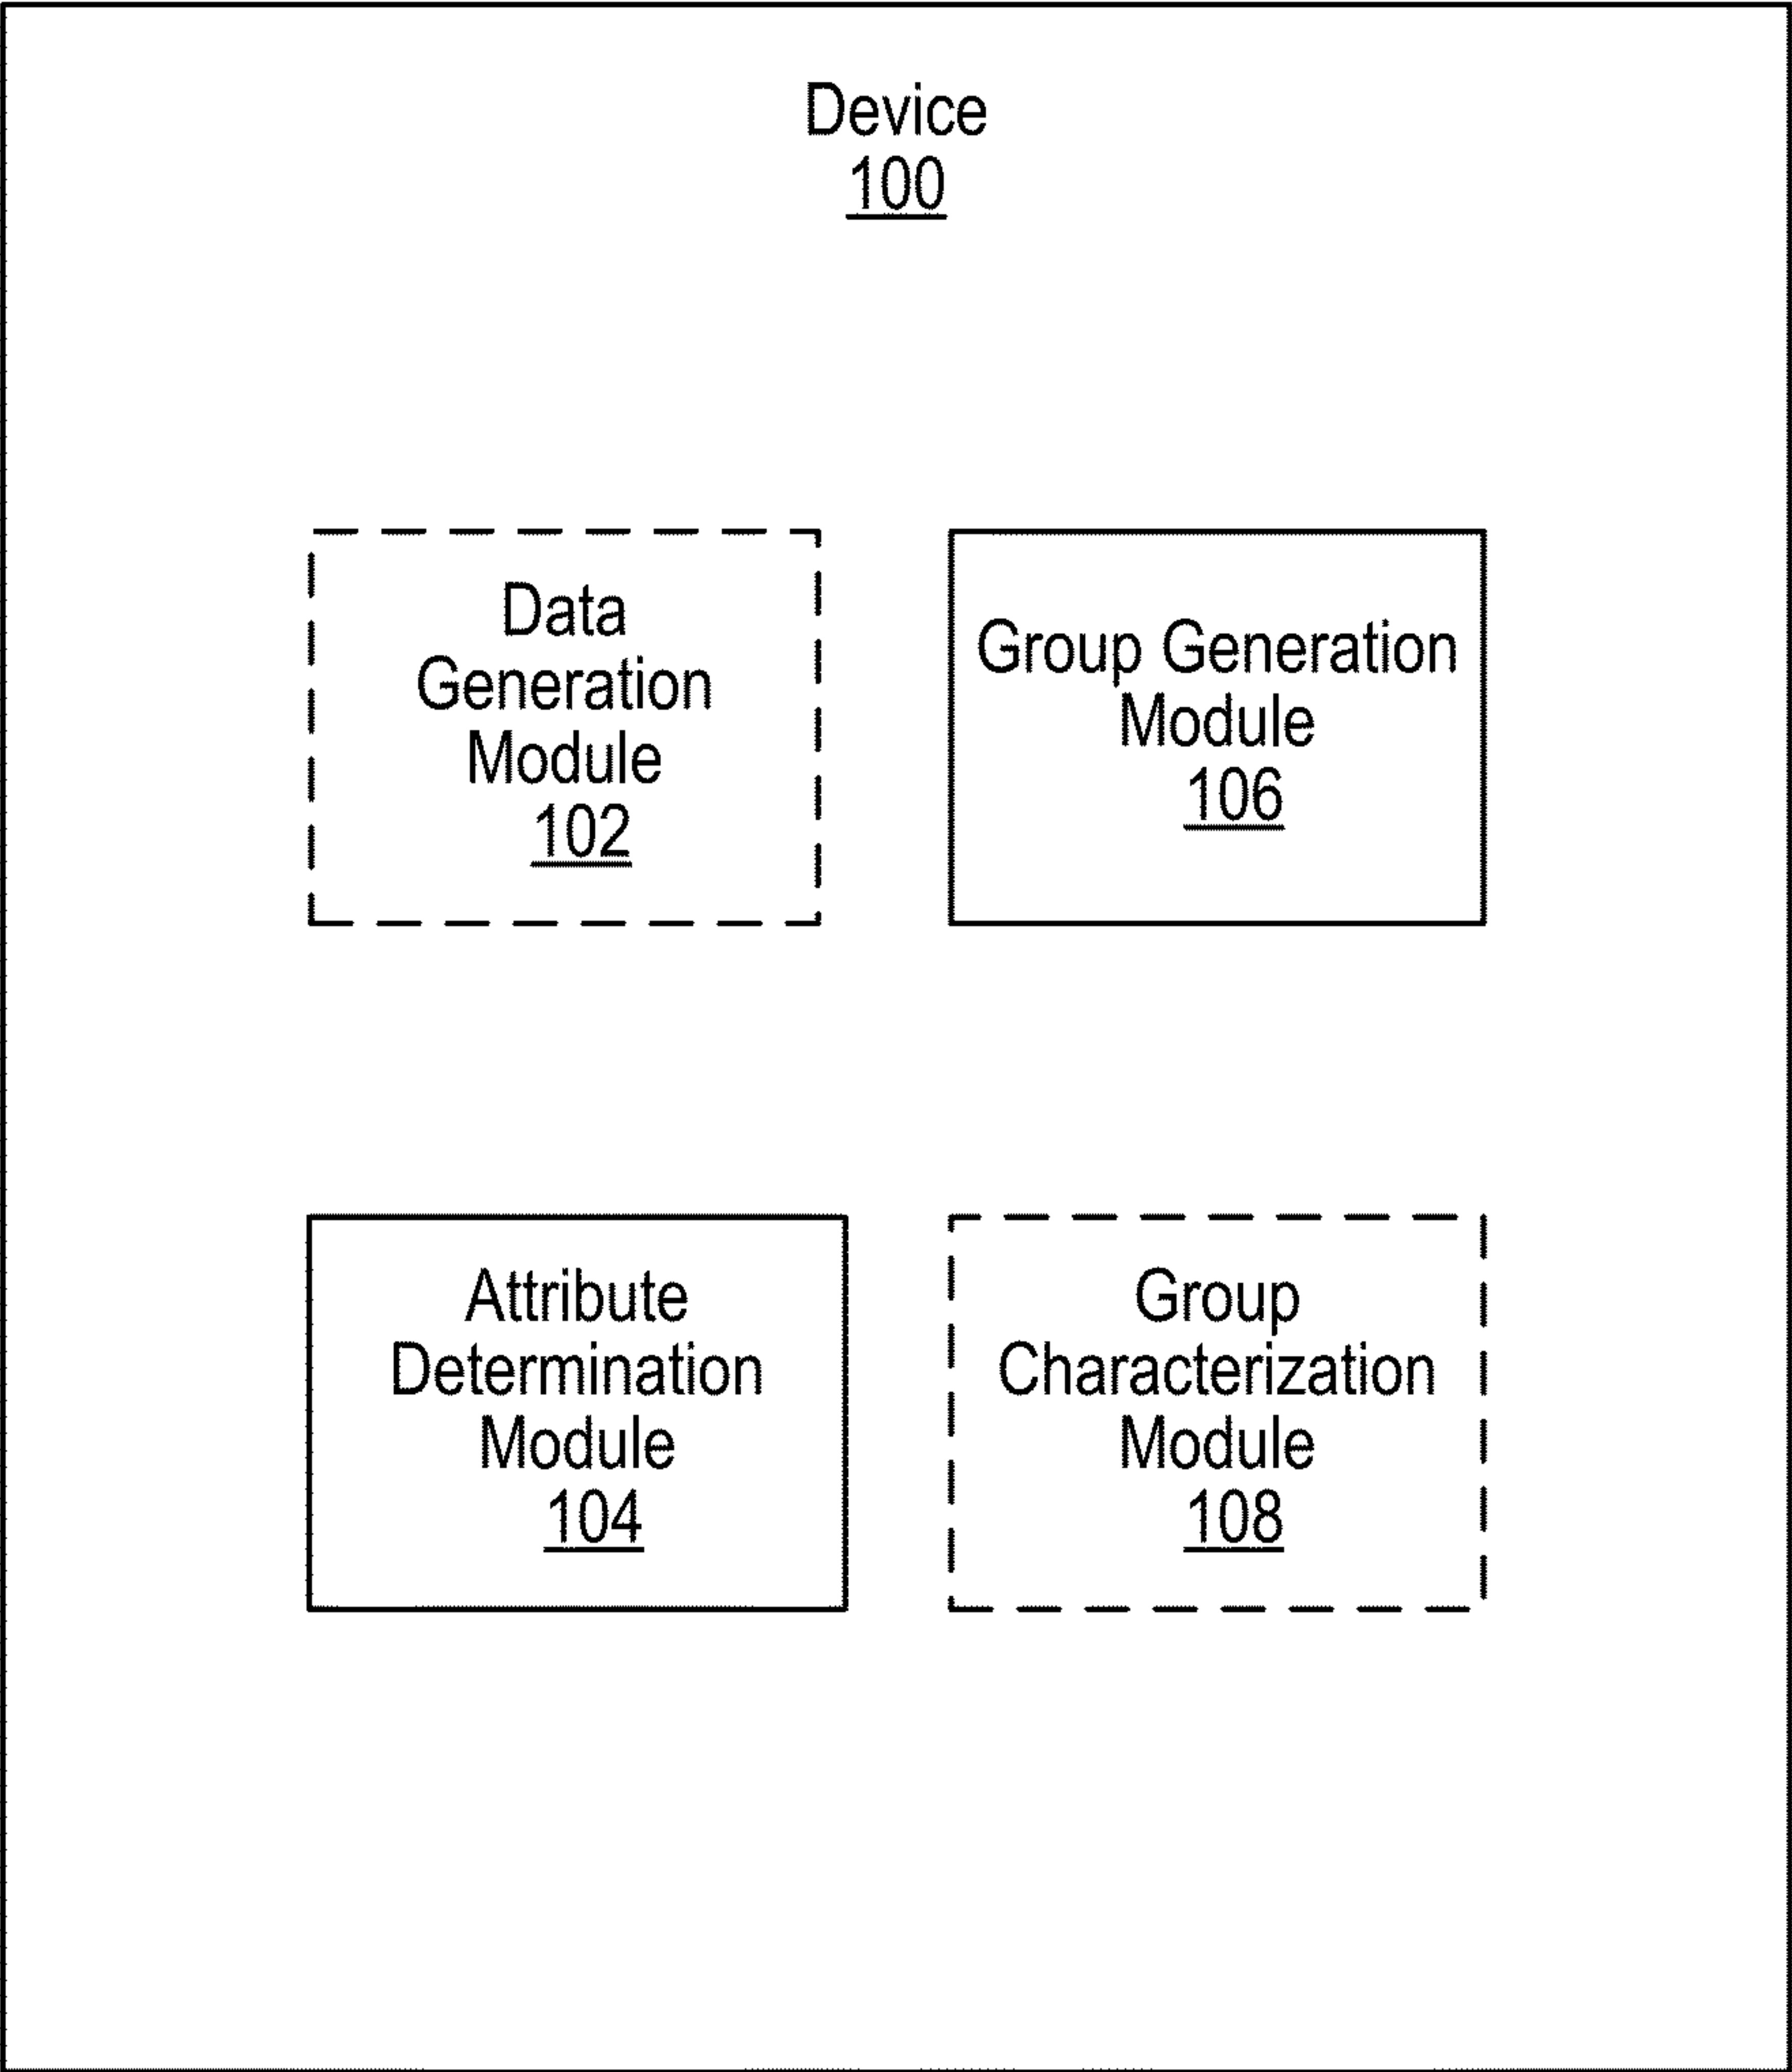 Device
100
Data
Generation
Module
102
Group Generation
Module
106
Attribute
Determination
Module
104
Group
Characterization
Module
108